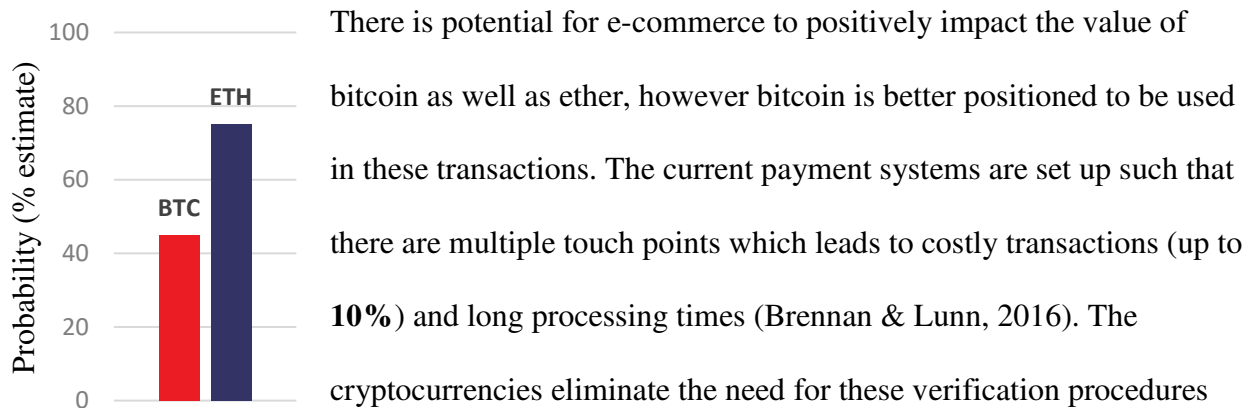 Probability (% estimate)
100
80
60
40
20
0
BTC
ETH
There is potential for e-commerce to positively impact the value of
bitcoin as well as ether, however bitcoin is better positioned to be used
in these transactions. The current payment systems are set up such that
there are multiple touch points which leads to costly transactions (up to
10%) and long processing times (Brennan & Lunn, 2016). The
cryptocurrencies eliminate the need for these verification procedures